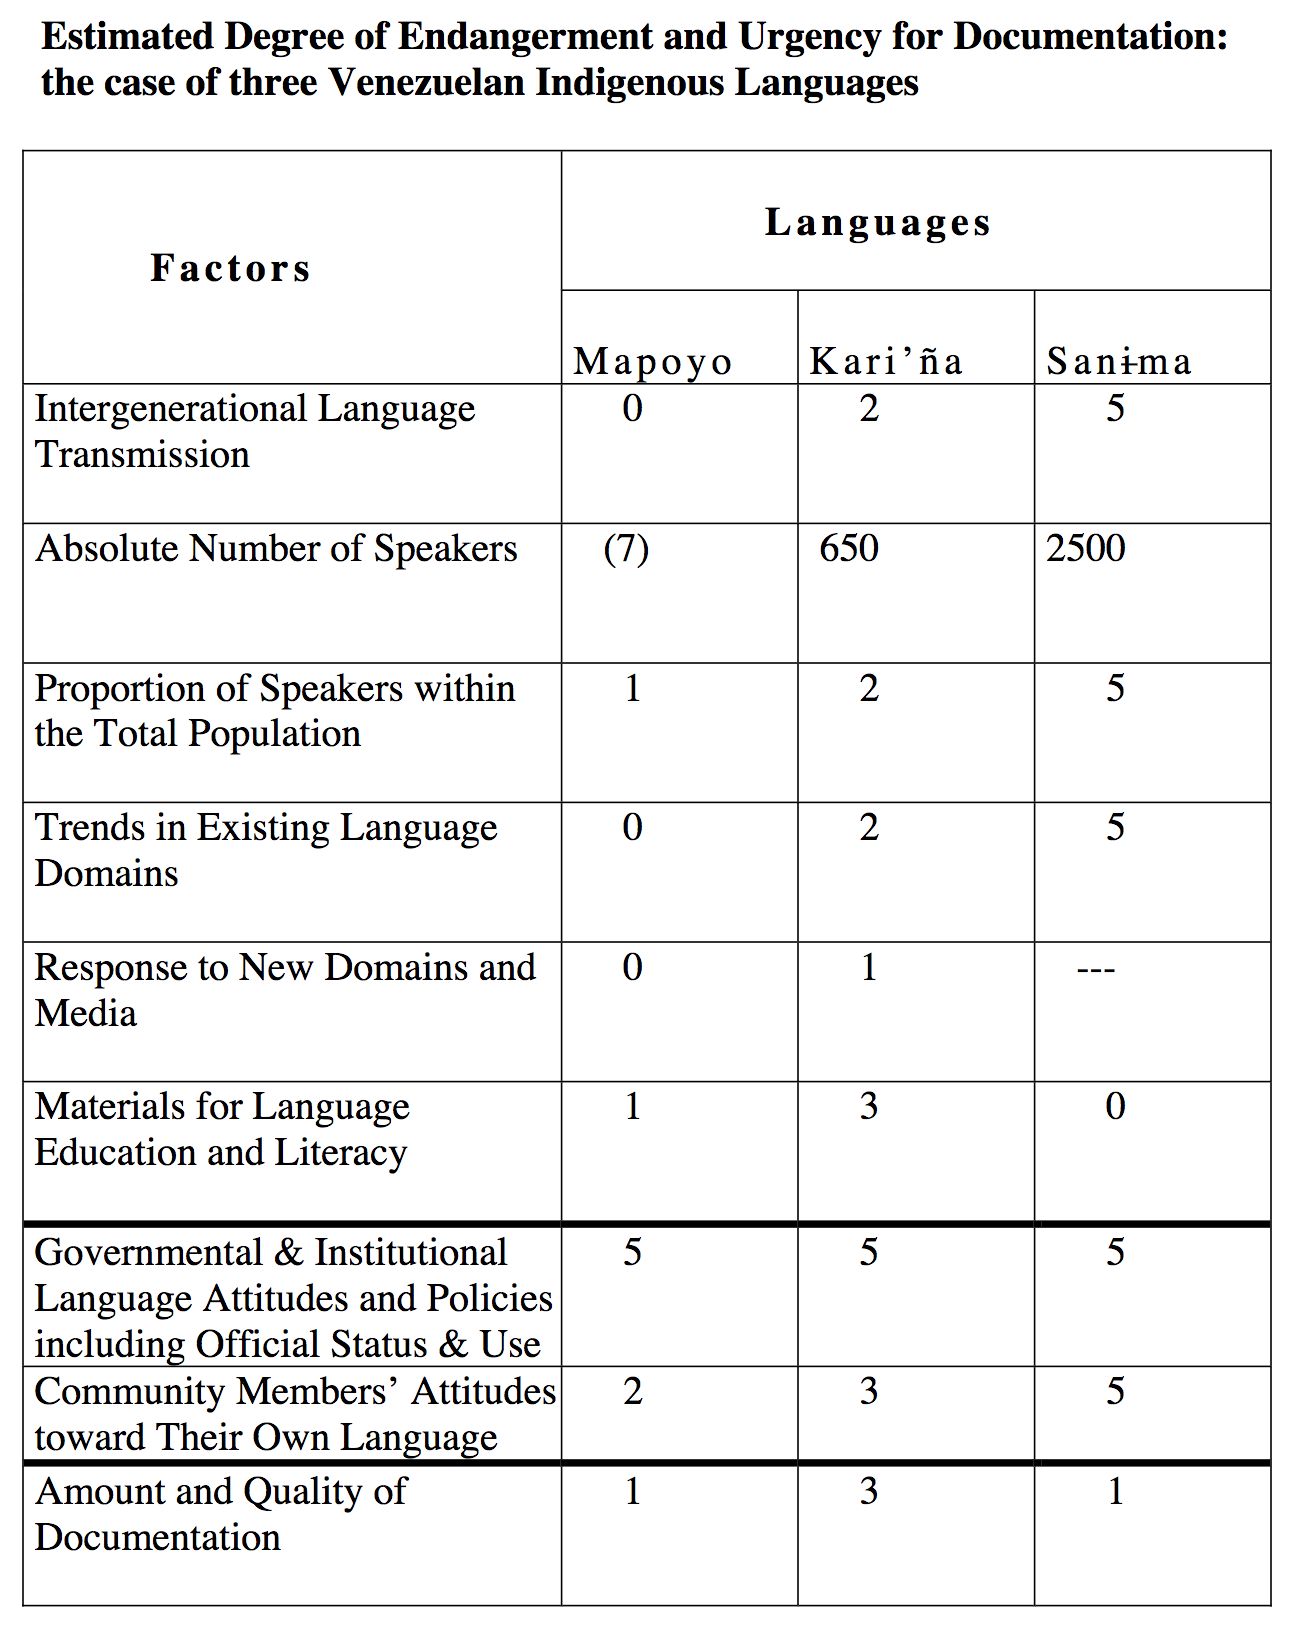 Estimated Degree of Endangerment and Urgency for Documentation:
the case of three Venezuelan Indigenous Languages
Factors
Languages
Mapoyo Kari’ña Sanɨma
Intergenerational Language
Transmission
0 2 5
Absolute Number of Speakers (7) 650 2500
Proportion of Speakers within
the Total Population
1 2 5
Trends in Existing Language
Domains
0 2 5
Response to New Domains and
Media
0 1 ---
Materials for Language
Education and Literacy
1 3 0
Governmental & Institutional
Language Attitudes and Policies
including Official Status & Use
5 5 5
Community Members’ Attitudes
toward Their Own Language
2 3 5
Amount and Quality of
Documentation
1 3 1